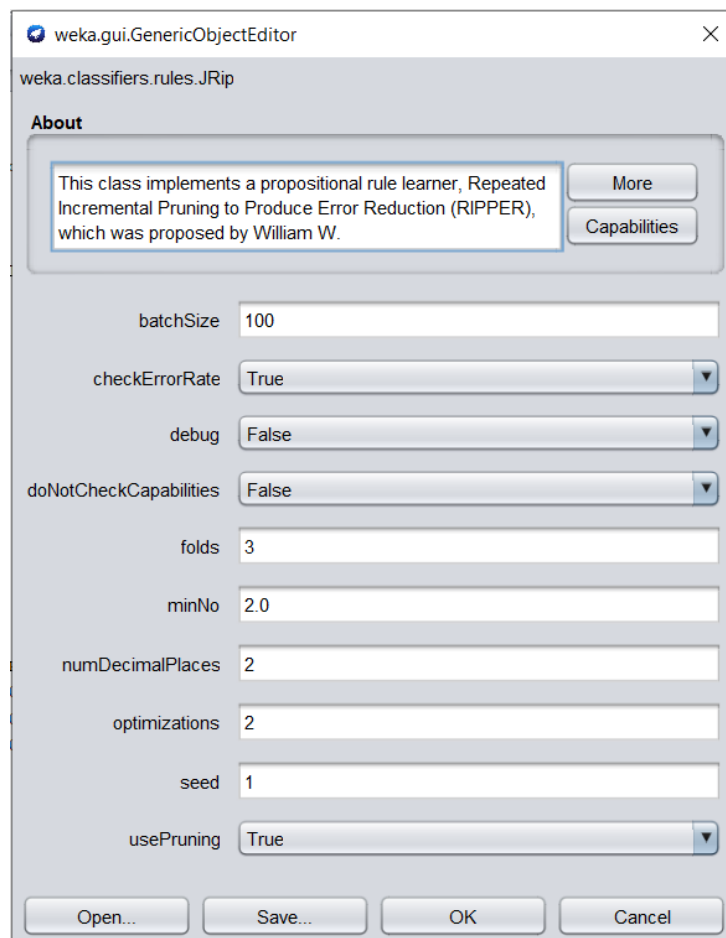 weka.gui.GenericObjectEditor
weka.classifiers.rules.JRip
About
This class implements a propositional rule learner, Repeated
Incremental Pruning to Produce Error Reduction (RIPPER),
which was proposed by William W.
More
Capabilities
batchSize 100
checkErrorRate True
debug False
doNotCheckCapabilities False
folds 3
minNo 2.0
numDecimalPlaces 2
optimizations 2
seed 1
usePruning True
Open... Save... OK Cancel